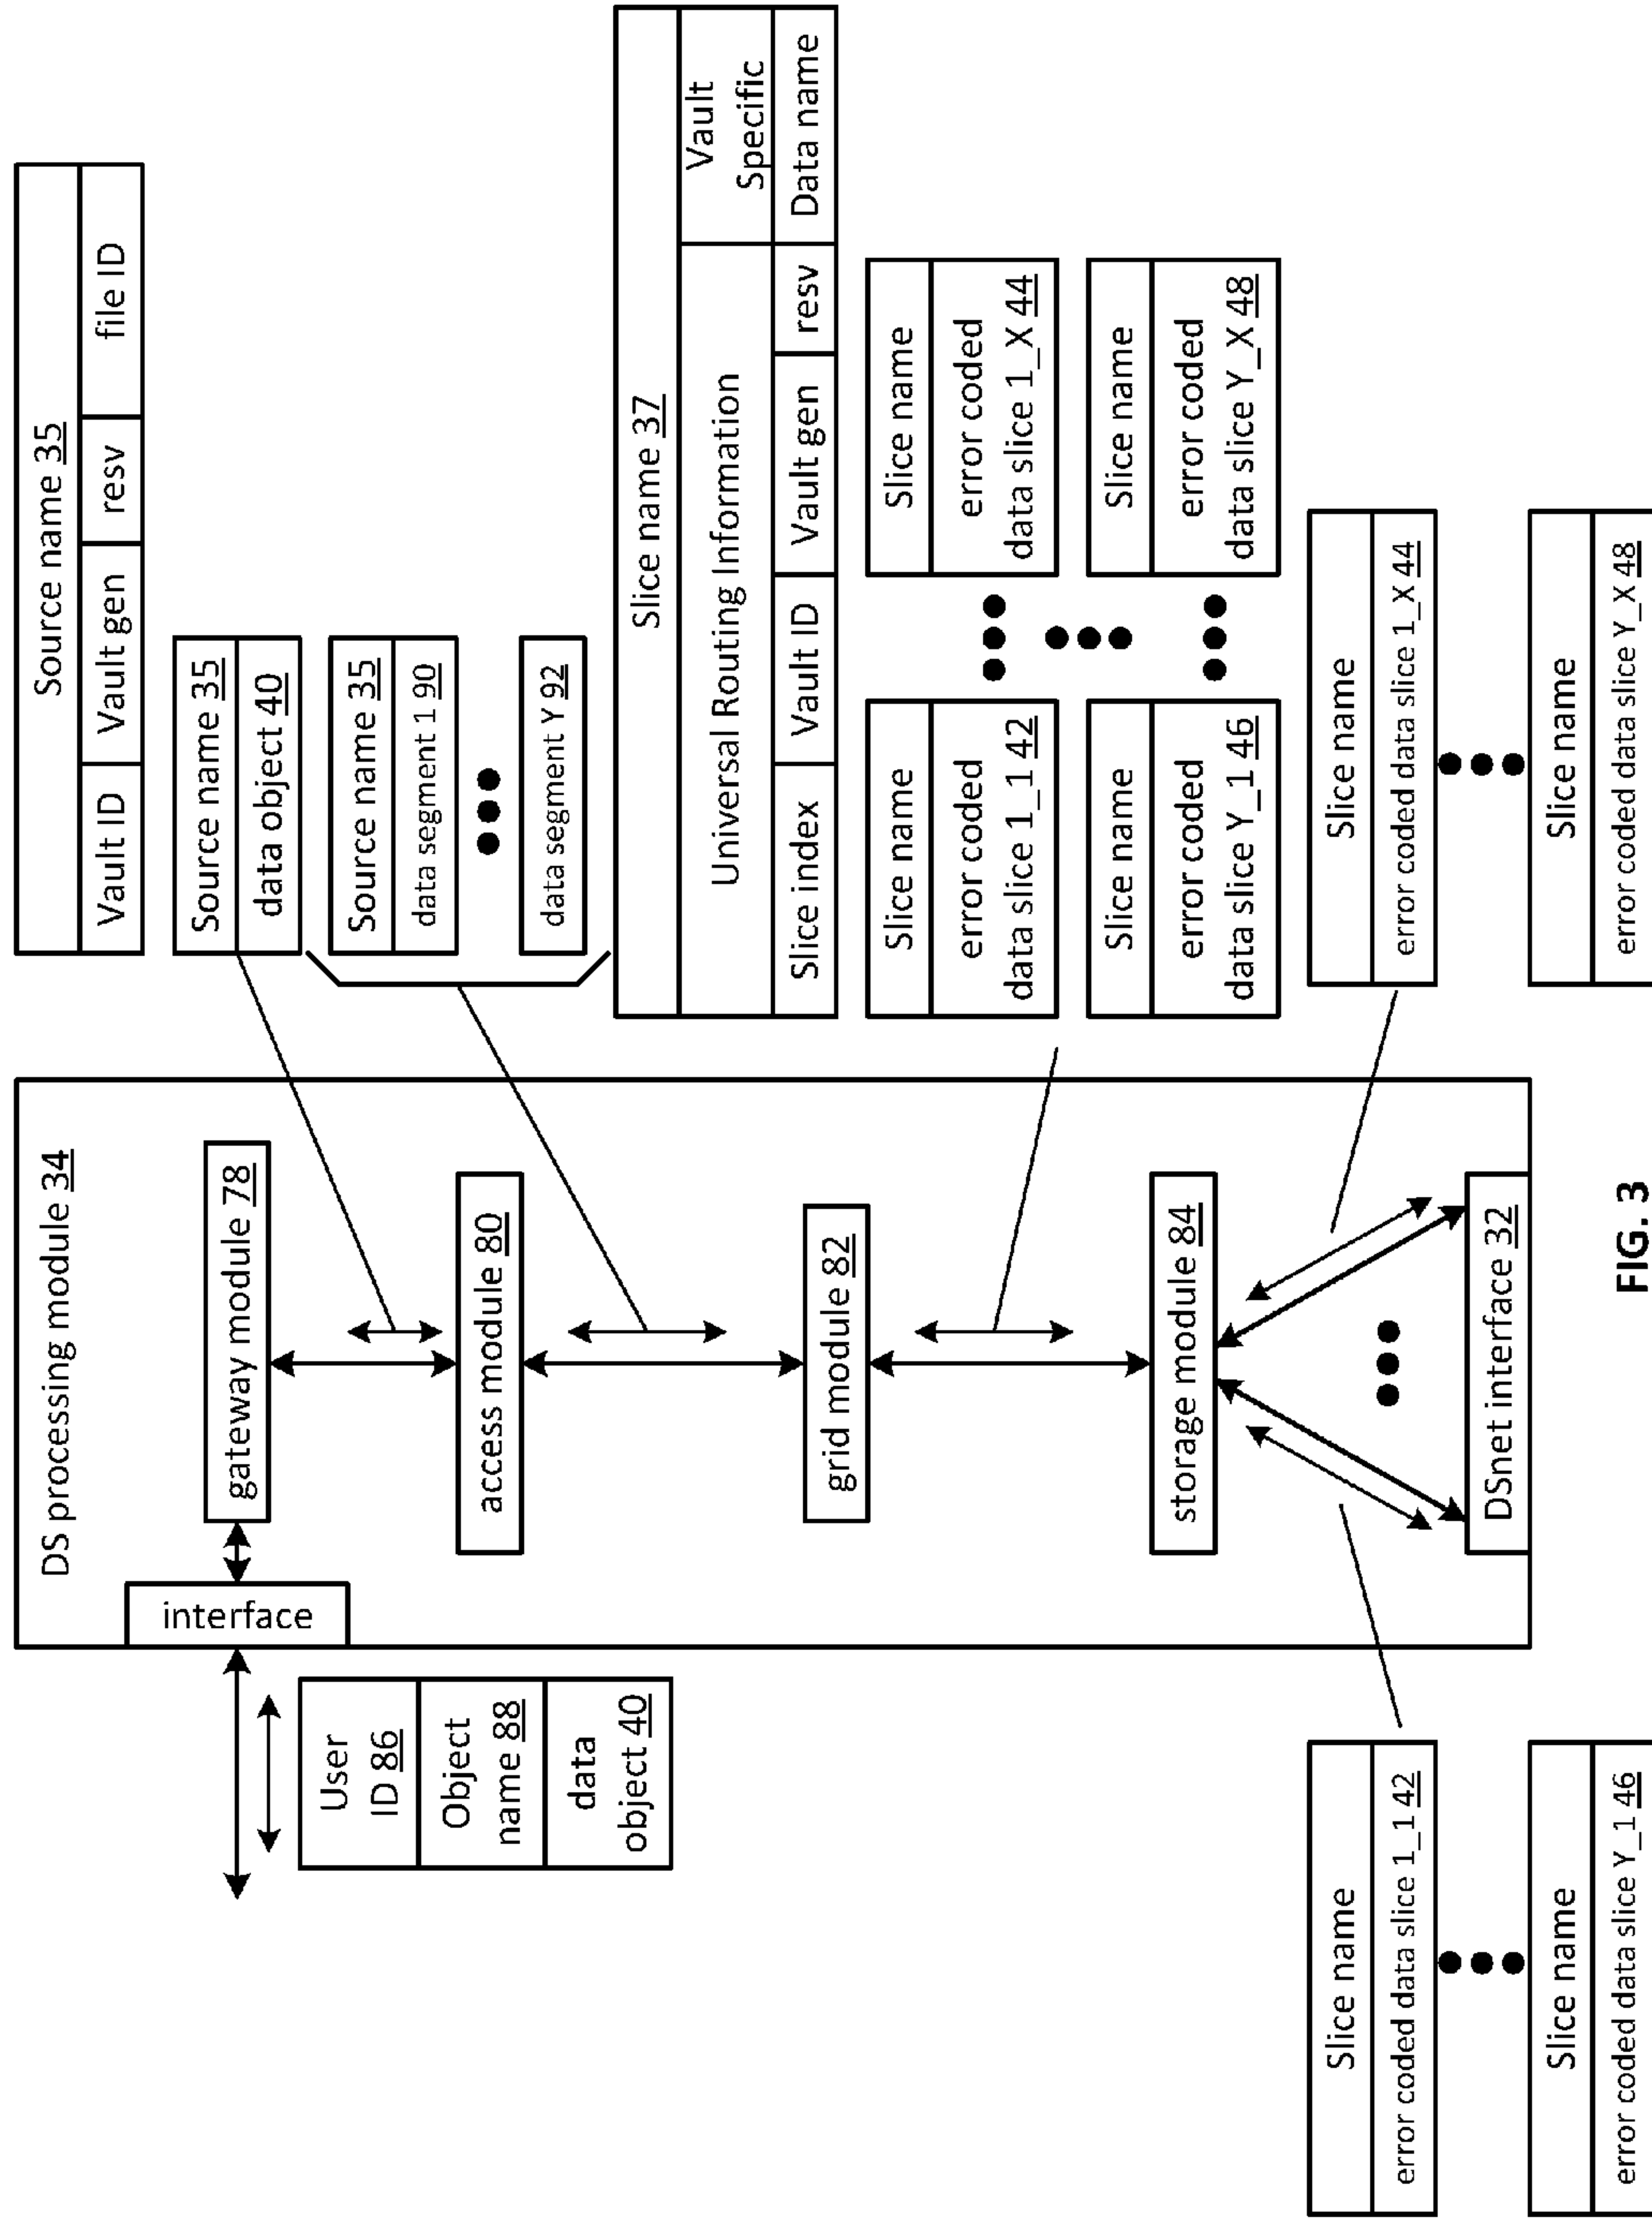 DS processing module 34
interface
gateway module 78
access module 80
grid module 82
storage module 84
DSnet interface 32
User
ID 86
Object
name 88
data
object 40
Source name 35
Vault ID
Vault gen
resv
file ID
Source name 35
data object 40
Source name 35
data segment 1 90
data segment Y 92
Slice name 37
Universal Routing Information
Vault
Specific
Slice index
Vault ID
Vault gen
resv
Data name
Slice name
error coded
data slice 1_1 42
Slice name
error coded
data slice 1_X 44
Slice name
error coded
data slice Y_1 46
Slice name
error coded
data slice Y_X 48
Slice name
error coded data slice 1_1 42
Slice name
error coded data slice Y_1 46
Slice name
error coded data slice 1_X 44
Slice name
error coded data slice Y_X 48
FIG. 3